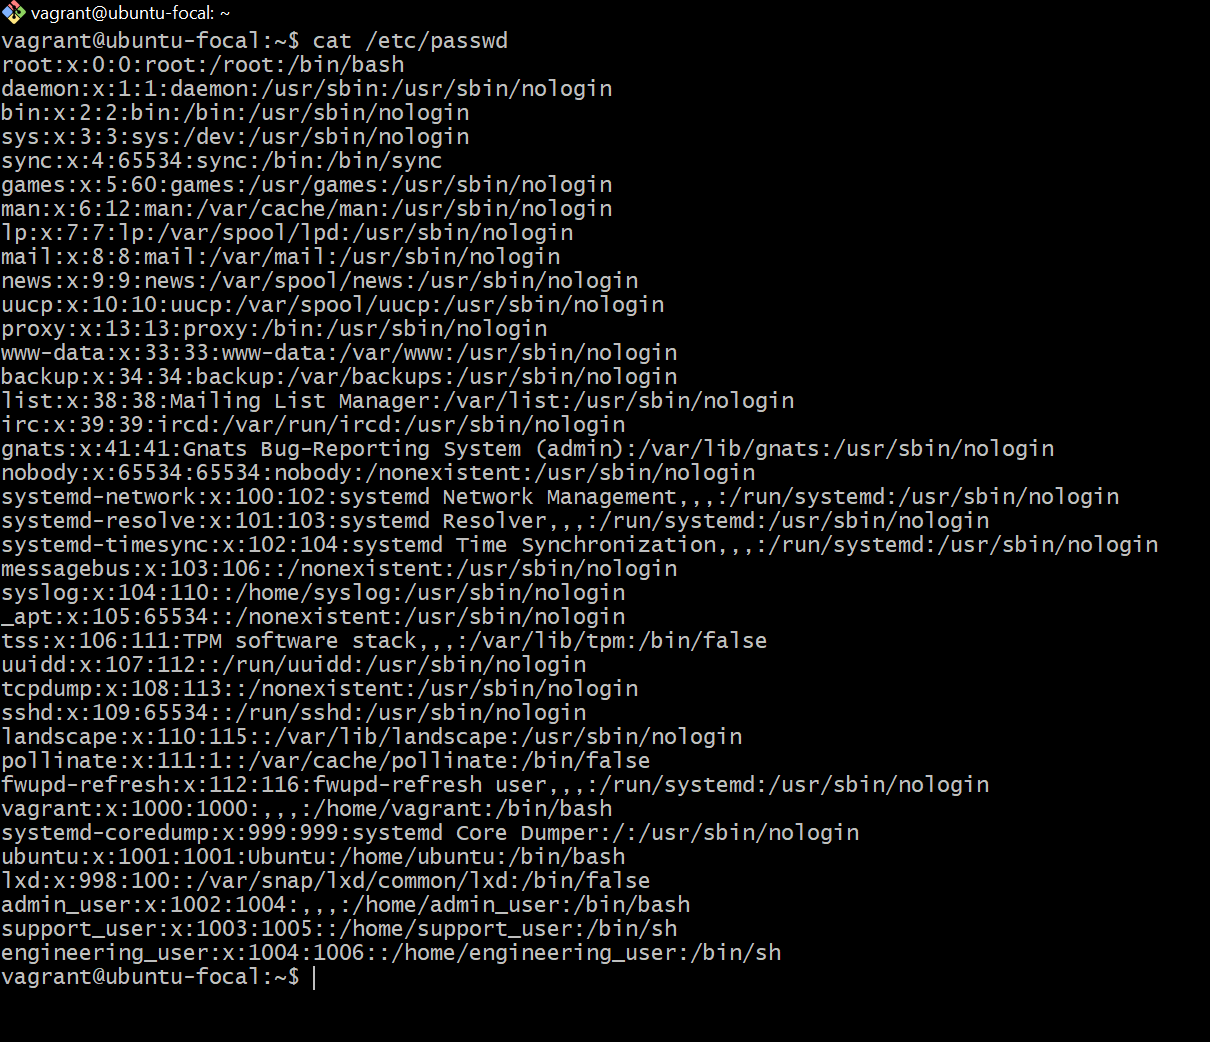 vagrant@ubuntu-focal: ~
vagrant@ubuntu-focal:~$ cat /etc/passwd
root:x:0:0:root:/root:/bin/bash
daemon:x:1:1:daemon:/usr/sbin:/usr/sbin/nologin
bin:x:2:2:bin:/bin:/usr/sbin/nologin
sys:x:3:3:sys:/dev:/usr/sbin/nologin
sync:x:4:65534:sync:/bin:/bin/sync
games:x:5:60:games:/usr/games:/usr/sbin/nologin
man:x:6:12:man:/var/cache/man:/usr/sbin/nologin
lp:x:7:7:lp:/var/spool/lpd:/usr/sbin/nologin
mail:x:8:8:mail:/var/mail:/usr/sbin/nologin
news:x:9:9:news:/var/spool/news:/usr/sbin/nologin
uucp:x:10:10:uucp:/var/spool/uucp:/usr/sbin/nologin
proxy:x:13:13:proxy:/bin:/usr/sbin/nologin
www-data:x:33:33:www-data:/var/www:/usr/sbin/nologin
backup:x:34:34:backup:/var/backups:/usr/sbin/nologin
list:x:38:38:Mailing List Manager:/var/list:/usr/sbin/nologin
irc:x:39:39:ircd:/var/run/ircd:/usr/sbin/nologin
gnats:x:41:41:Gnats Bug-Reporting System (admin):/var/lib/gnats:/usr/sbin/nologin
nobody:x:65534:65534:nobody:/nonexistent:/usr/sbin/nologin
systemd-network:x:100:102:systemd Network Management,,,:/run/systemd:/usr/sbin/nologin
systemd-resolve:x:101:103:systemd Resolver,,,:/run/systemd:/usr/sbin/nologin
systemd-timesync:x:102:104:systemd Time Synchronization,,,:/run/systemd:/usr/sbin/nologin
messagebus:x:103:106::/nonexistent:/usr/sbin/nologin
syslog:x:104:110::/home/syslog:/usr/sbin/nologin
_apt:x:105:65534::/nonexistent:/usr/sbin/nologin
tss:x:106:111:TPM software stack,,,:/var/lib/tpm:/bin/false
uuidd:x:107:112::/run/uuidd:/usr/sbin/nologin
tcpdump:x:108:113::/nonexistent:/usr/sbin/nologin
sshd:x:109:65534::/run/sshd:/usr/sbin/nologin
landscape:x:110:115::/var/lib/landscape:/usr/sbin/nologin
pollinate:x:111:1::/var/cache/pollinate:/bin/false
fwupd-refresh:x:112:116:fwupd-refresh user,,,:/run/systemd:/usr/sbin/nologin
vagrant:x:1000:1000:,,,:/home/vagrant:/bin/bash
systemd-coredump:x:999:999:systemd Core Dumper:/:/usr/sbin/nologin
ubuntu:x:1001:1001:Ubuntu:/home/ubuntu:/bin/bash
lxd:x:998:100::/var/snap/lxd/common/lxd:/bin/false
admin_user:x:1002:1004:,,,:/home/admin_user:/bin/bash
support_user:x:1003:1005::/home/support_user:/bin/sh
engineering_user:x:1004:1006::/home/engineering_user:/bin/sh
vagrant@ubuntu-focal:~$